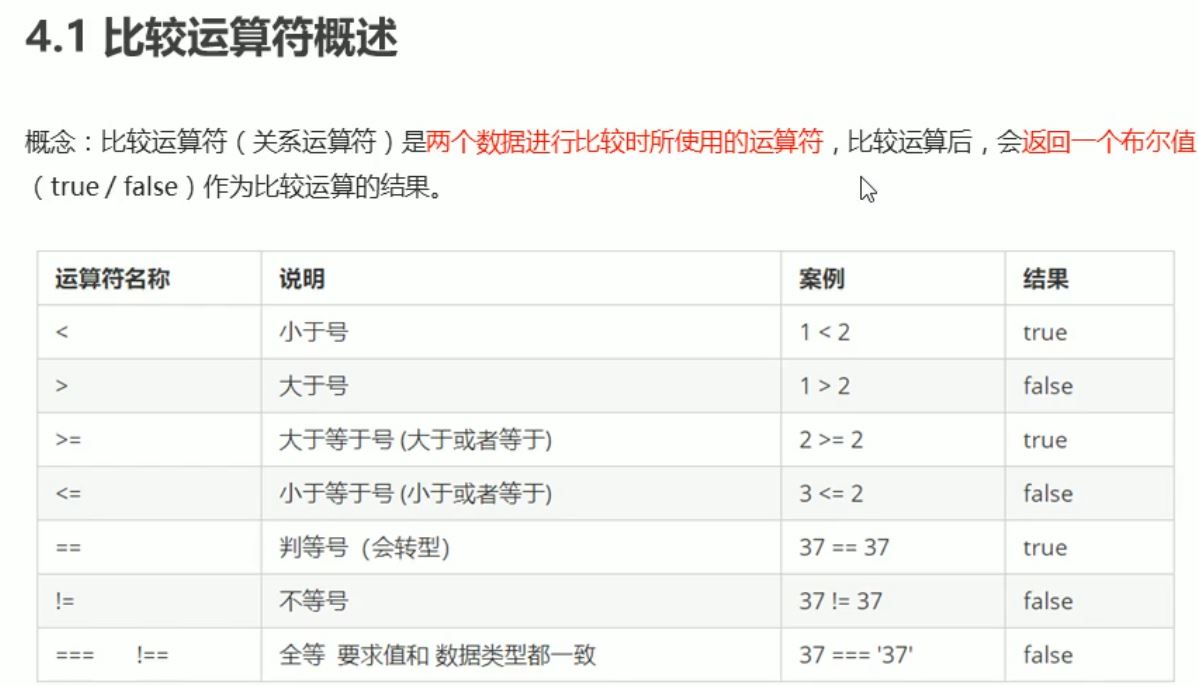 4.1 比较运算符概述
概念：比较运算符（关系运算符）是两个数据进行比较时所使用的运算符，比较运算后，会返回一个布尔值
（true / false）作为比较运算的结果。
运算符名称 说明 案例 结果
< 小于号 1 < 2 true
> 大于号 1 > 2 false
>= 大于等于号 (大于或者等于) 2 >= 2 true
<= 小于等于号 (小于或者等于) 3 <= 2 false
== 判等号（会转型） 37 == 37 true
!= 不等号 37 != 37 false
=== !== 全等 要求值和 数据类型都一致 37 === '37' false